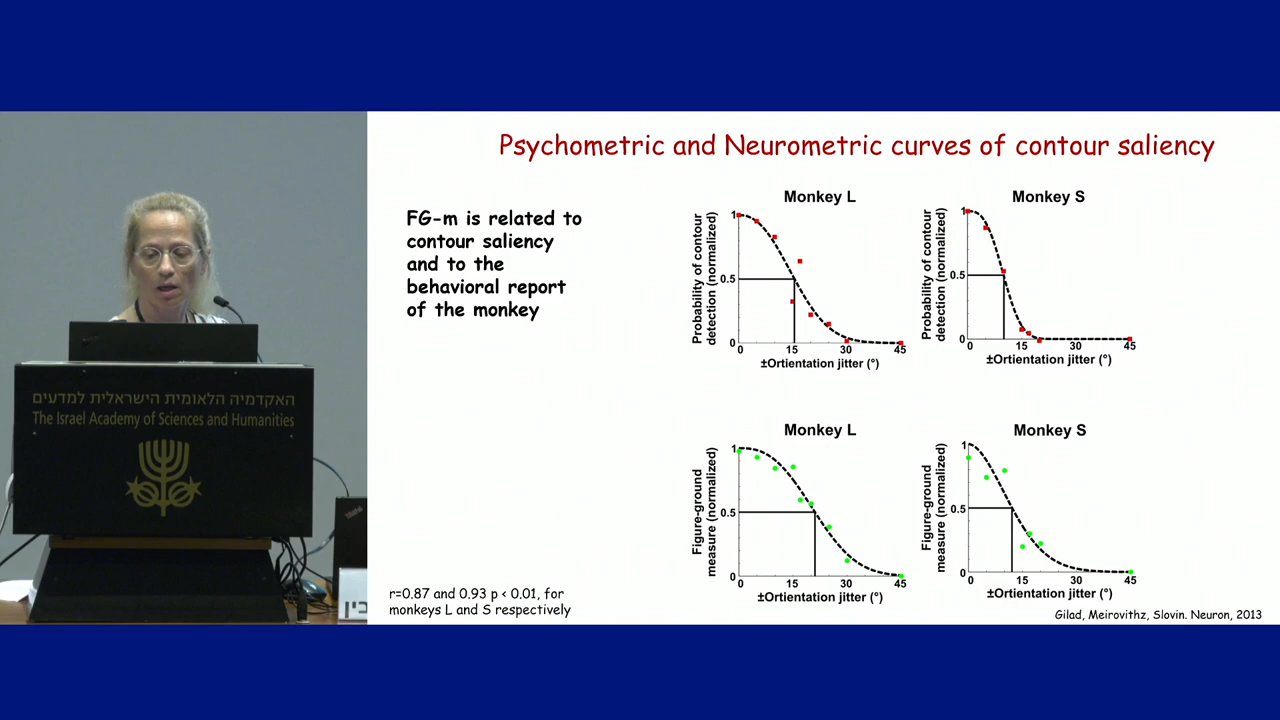 Psychometric and Neurometric curves of contour saliency
FG-m is related to
contour saliency
and to the
behavioral report
of the monkey
Monkey L
Probability of contour
detection (normalized)
1
0.5
0
0
15
30
45
±Ortientation jitter (°)
Monkey S
Probability of contour
detection (normalized)
1
0.5
0
0
15
30
45
±Ortientation jitter (°)
Monkey L
Figure-ground
measure (normalized)
1
0.5
0
0
15
30
45
±Ortientation jitter (°)
Monkey S
Figure-ground
measure (normalized)
1
0.5
0
0
15
30
45
±Ortientation jitter (°)
r=0.87 and 0.93 p < 0.01, for
monkeys L and S respectively
Gilad, Meirovithz, Slovin. Neuron, 2013
האקדמיה הלאומית הישראלית למדעים
The Israel Academy of Sciences and Humanities